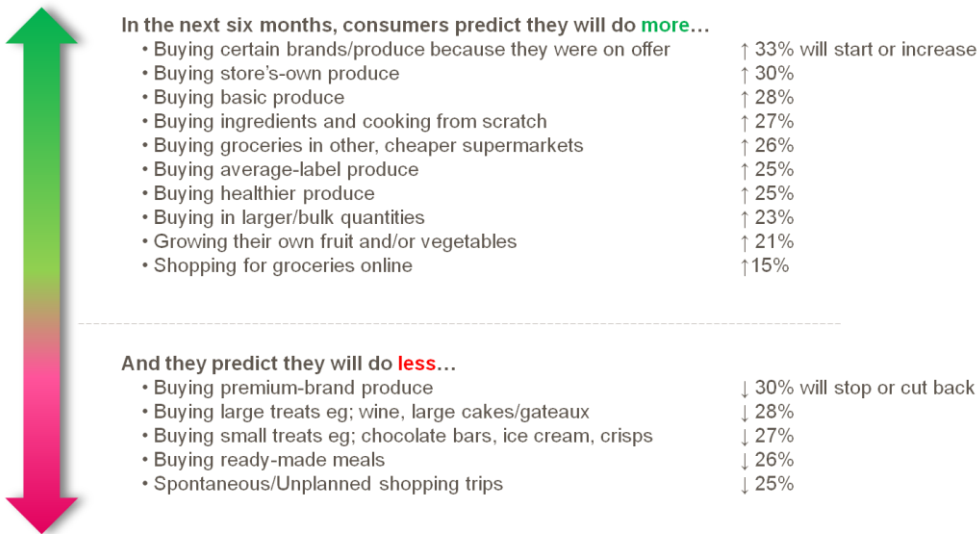 In the next six months, consumers predict they will do more…
• Buying certain brands/produce because they were on offer ↑ 33% will start or increase
• Buying store's-own produce ↑ 30%
• Buying basic produce ↑ 28%
• Buying ingredients and cooking from scratch ↑ 27%
• Buying groceries in other, cheaper supermarkets ↑ 26%
• Buying average-label produce ↑ 25%
• Buying healthier produce ↑ 25%
• Buying in larger/bulk quantities ↑ 23%
• Growing their own fruit and/or vegetables ↑ 21%
• Shopping for groceries online ↑15%
And they predict they will do less…
• Buying premium-brand produce ↓ 30% will stop or cut back
• Buying large treats eg; wine, large cakes/gateaux ↓ 28%
• Buying small treats eg; chocolate bars, ice cream, crisps ↓ 27%
• Buying ready-made meals ↓ 26%
• Spontaneous/Unplanned shopping trips ↓ 25%